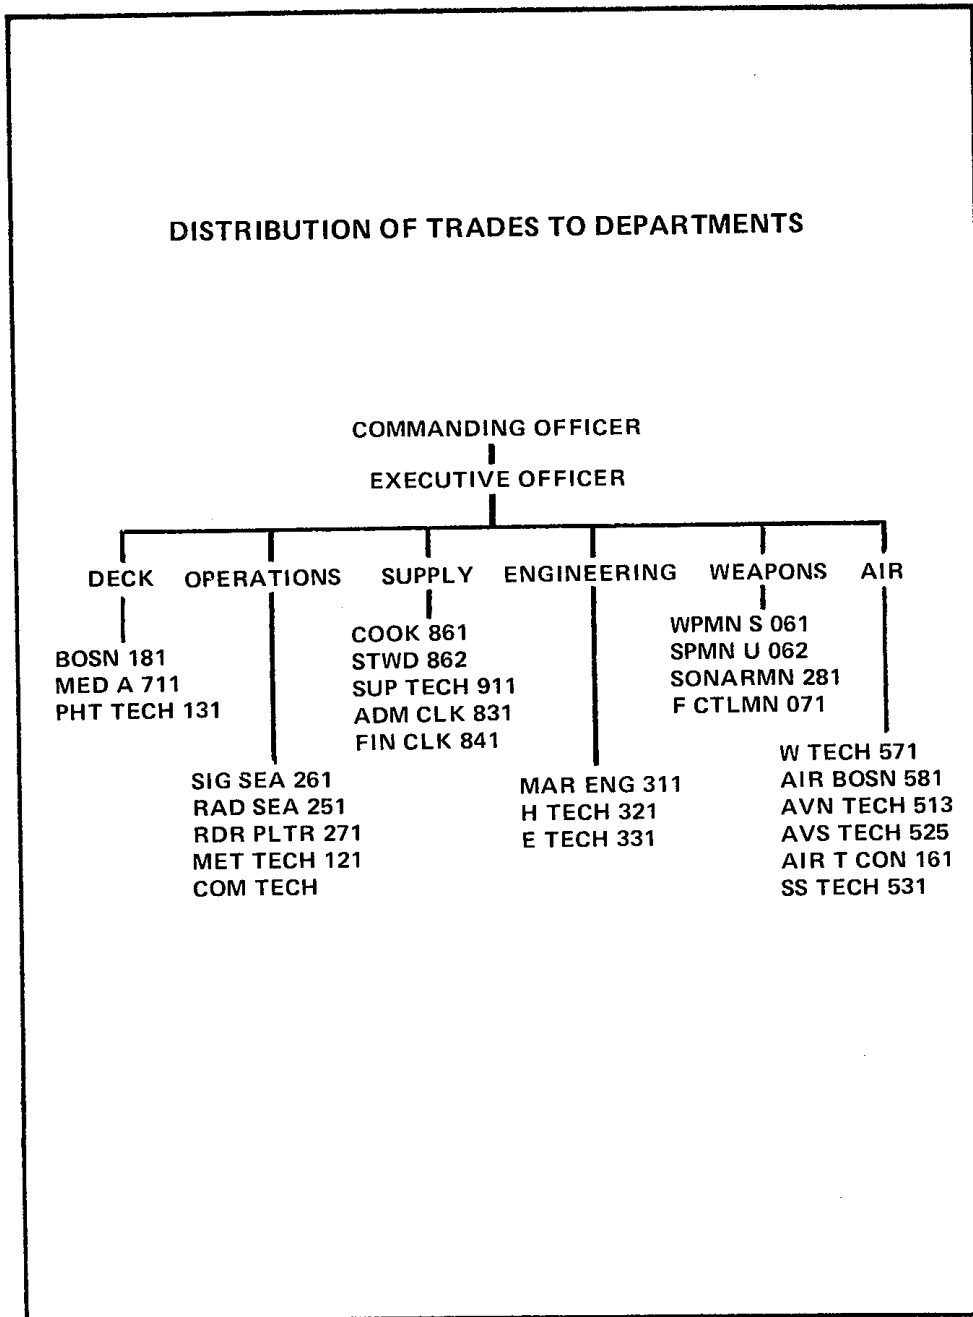 DISTRIBUTION OF TRADES TO DEPARTMENTS
COMMANDING OFFICER
EXECUTIVE OFFICER
DECK
OPERATIONS
SUPPLY
ENGINEERING
WEAPONS
AIR
BOSN 181
MED A 711
PHT TECH 131
SIG SEA 261
RAD SEA 251
RDR PLTR 271
MET TECH 121
COM TECH
COOK 861
STWD 862
SUP TECH 911
ADM CLK 831
FIN CLK 841
MAR ENG 311
H TECH 321
E TECH 331
WPMN S 061
SPMN U 062
SONARMN 281
F CTLMN 071
W TECH 571
AIR BOSN 581
AVN TECH 513
AVS TECH 525
AIR T CON 161
SS TECH 531